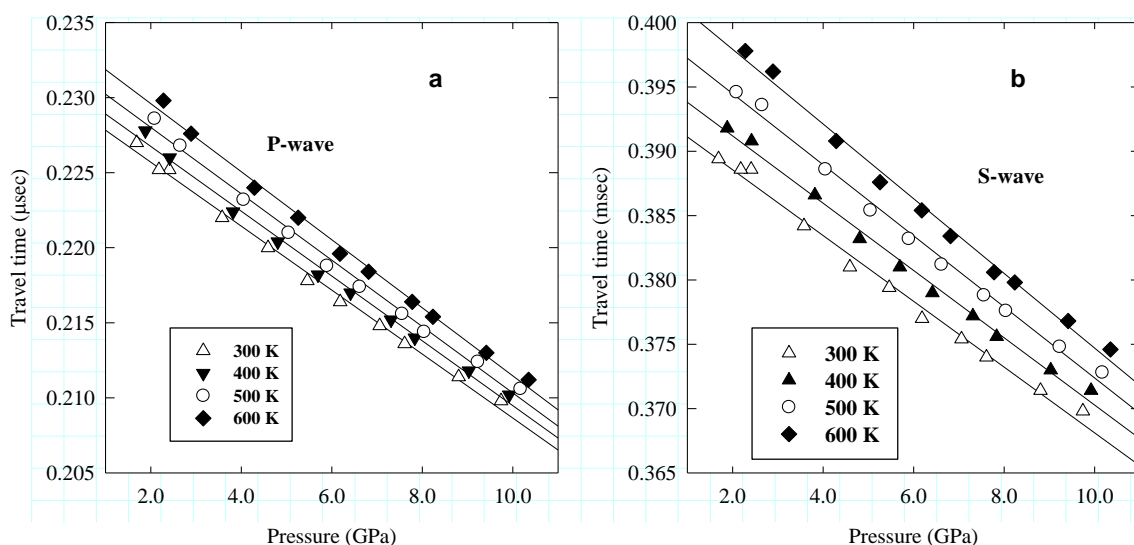 0.235
0.230
0.225
0.220
0.215
0.210
0.205
Travel time (μsec)
a
P-wave
300 K
400 K
500 K
600 K
2.0 4.0 6.0 8.0 10.0
Pressure (GPa)
0.400
0.395
0.390
0.385
0.380
0.375
0.370
0.365
Travel time (msec)
b
S-wave
300 K
400 K
500 K
600 K
2.0 4.0 6.0 8.0 10.0
Pressure (GPa)